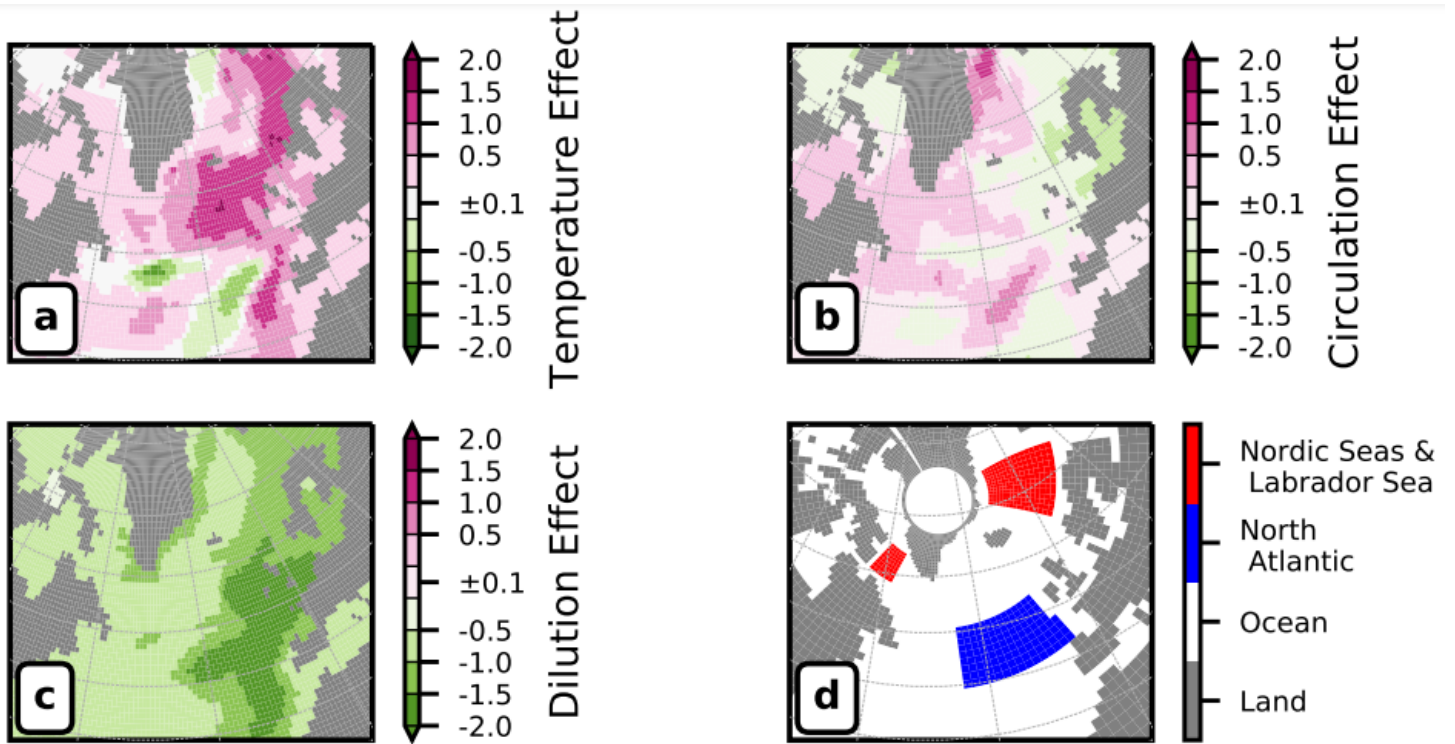 2.0
1.5
1.0
0.5
±0.1
-0.5
-1.0
-1.5
-2.0
Temperature Effect
a
2.0
1.5
1.0
0.5
±0.1
-0.5
-1.0
-1.5
-2.0
Circulation Effect
b
2.0
1.5
1.0
0.5
±0.1
-0.5
-1.0
-1.5
-2.0
Dilution Effect
c
Nordic Seas &
Labrador Sea
North
Atlantic
Ocean
Land
d